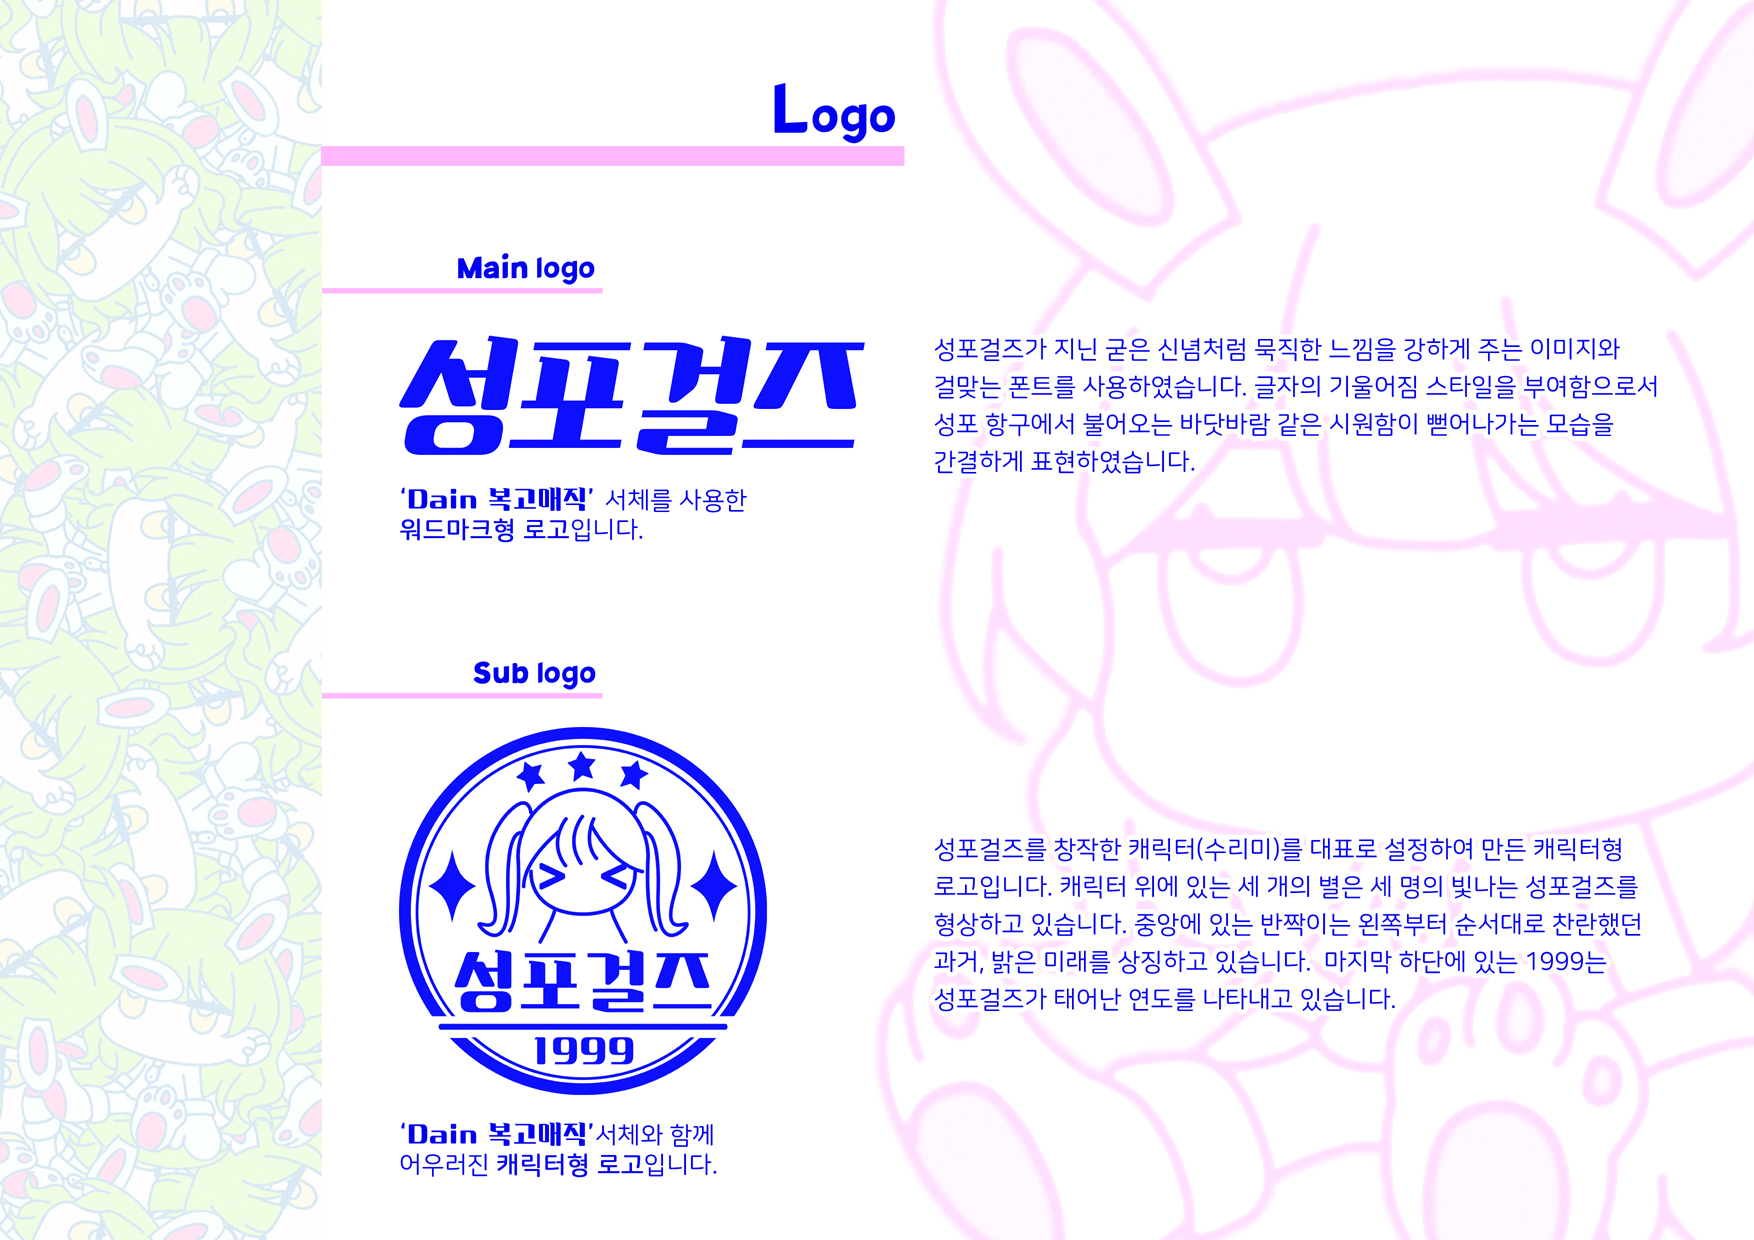 Logo
Main logo
성포걸즈
‘Dain 복고매직’ 서체를 사용한
워드마크형 로고입니다.
성포걸즈가 지닌 굳은 신념처럼 묵직한 느낌을 강하게 주는 이미지와
걸맞는 폰트를 사용하였습니다. 글자의 기울어짐 스타일을 부여함으로서
성포 항구에서 불어오는 바닷바람 같은 시원함이 뻗어나가는 모습을
간결하게 표현하였습니다.
Sub logo
성포걸즈
1999
‘Dain 복고매직’서체와 함께
어우러진 캐릭터형 로고입니다.
성포걸즈를 창작한 캐릭터(수리미)를 대표로 설정하여 만든 캐릭터형
로고입니다. 캐릭터 위에 있는 세 개의 별은 세 명의 빛나는 성포걸즈를
형상하고 있습니다. 중앙에 있는 반짝이는 왼쪽부터 순서대로 찬란했던
과거, 밝은 미래를 상징하고 있습니다. 마지막 하단에 있는 1999는
성포걸즈가 태어난 연도를 나타내고 있습니다.